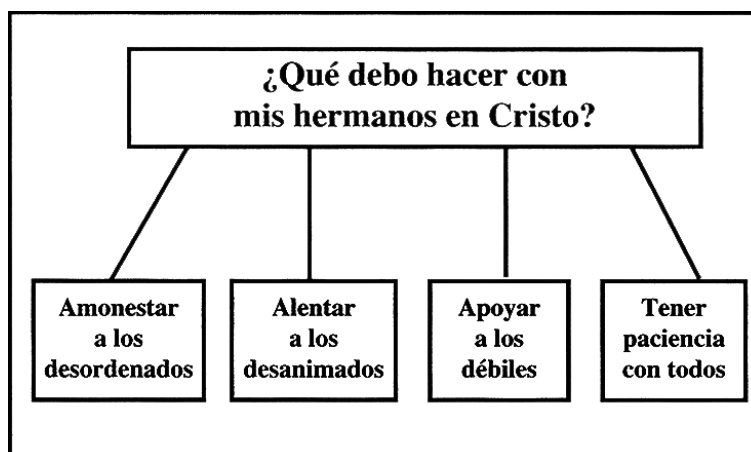 ¿Qué debo hacer con
mis hermanos en Cristo?
Amonestar
a los
desordenados
Alentar
a los
desanimados
Apoyar
a los
débiles
Tener
paciencia
con todos